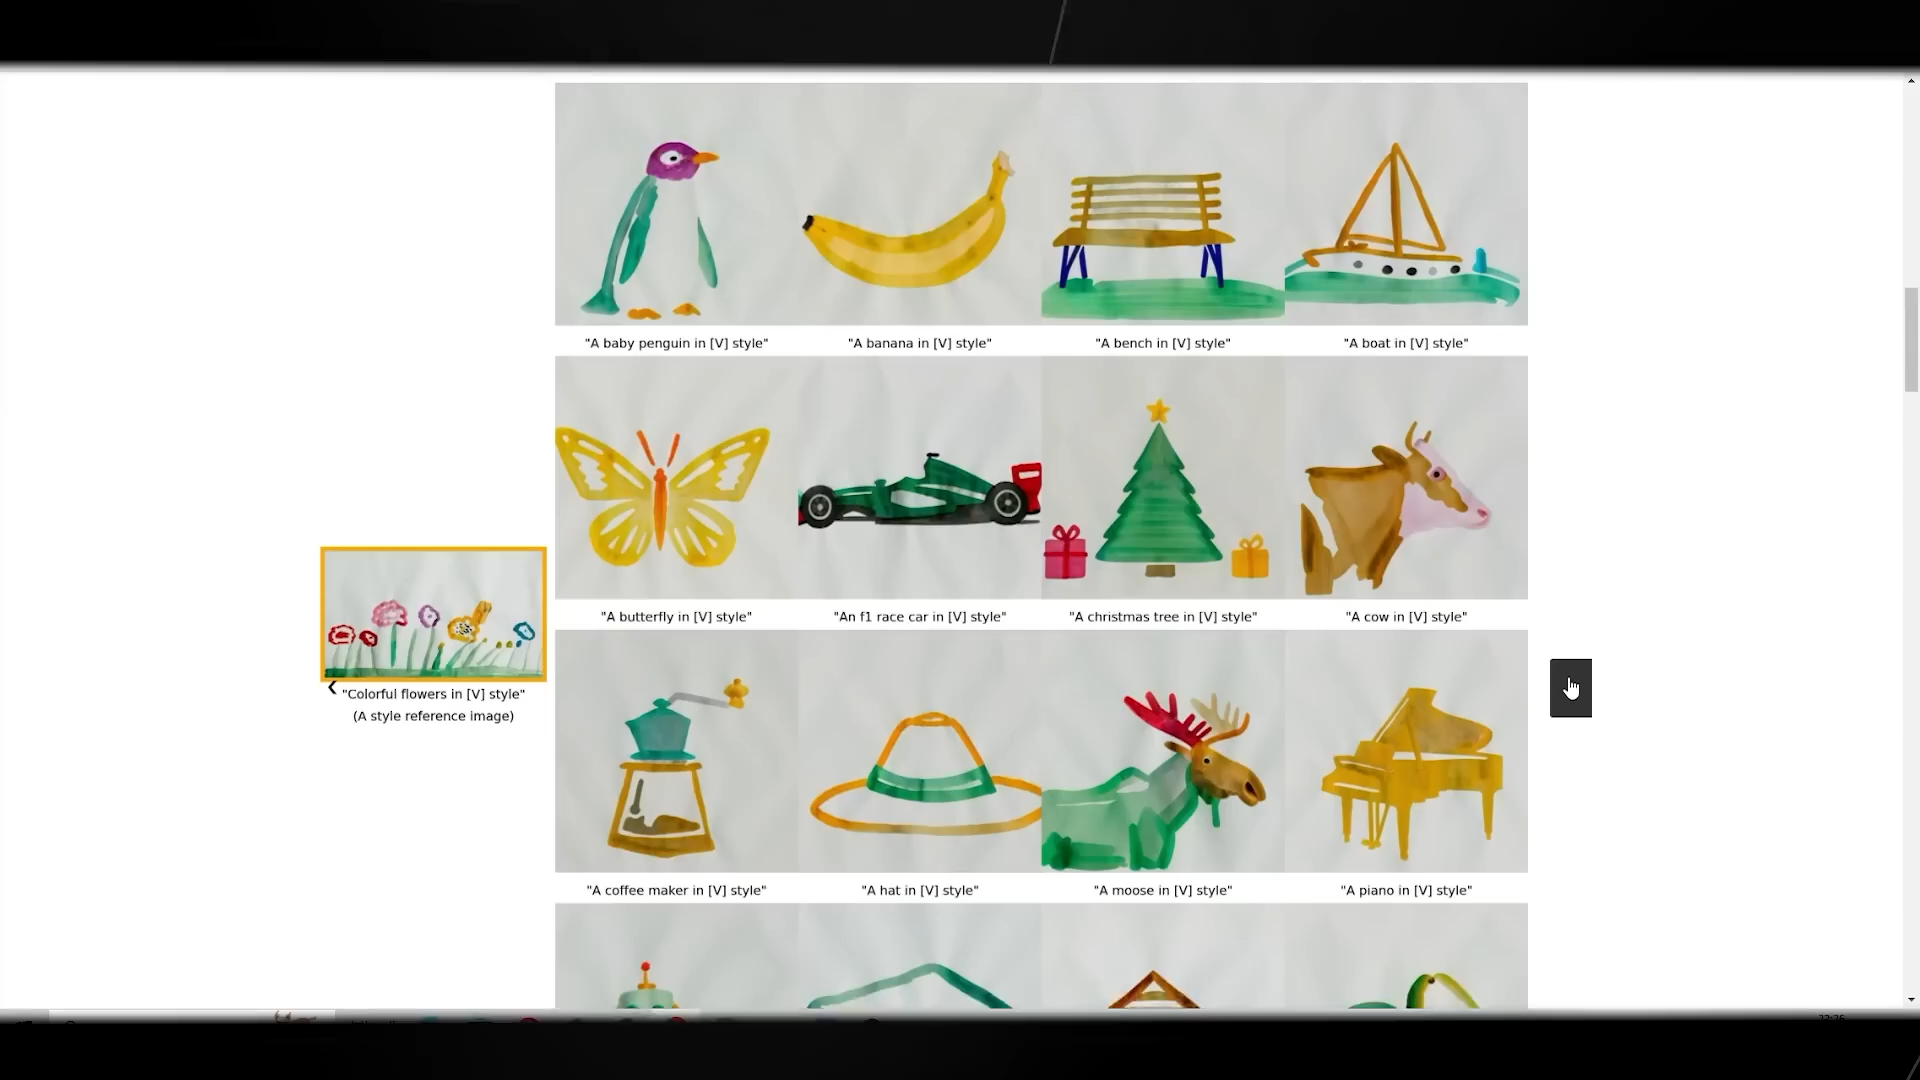 "A baby penguin in [V] style"
"A banana in [V] style"
"A bench in [V] style"
"A boat in [V] style"
"A butterfly in [V] style"
"An f1 race car in [V] style"
"A christmas tree in [V] style"
"A cow in [V] style"
"Colorful flowers in [V] style"
(A style reference image)
"A coffee maker in [V] style"
"A hat in [V] style"
"A moose in [V] style"
"A piano in [V] style"